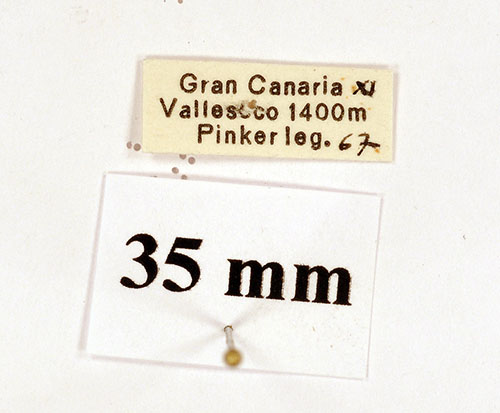 Gran Canaria XI
Valleseco 1400m
Pinker leg. 67
35 mm